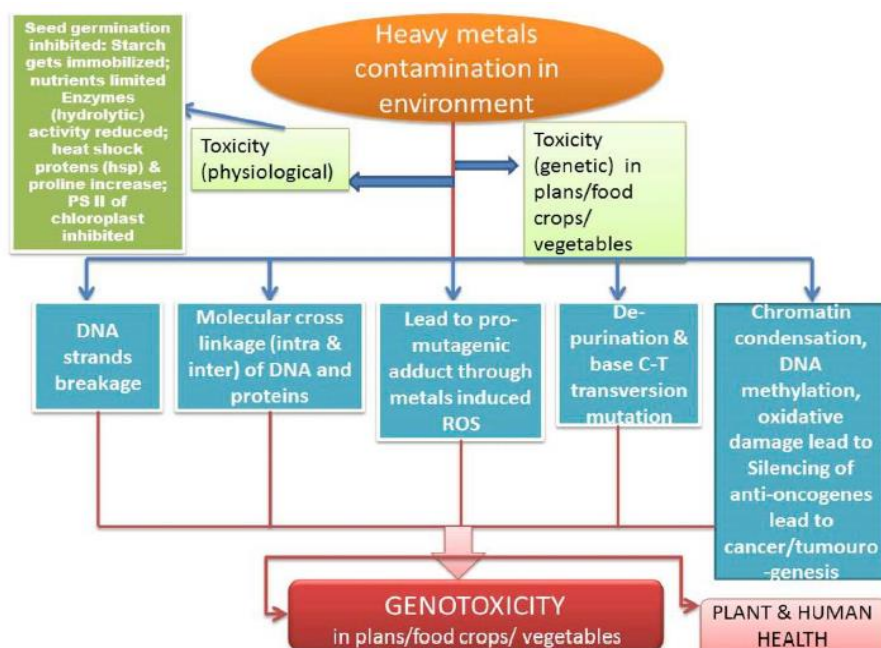 Seed germination
inhibited: Starch
gets immobilized;
nutrients limited
Enzymes
(hydrolytic)
activity reduced;
heat shock
protens (hsp) &
proline increase;
PS II of
chloroplast
inhibited
Heavy metals
contamination in
environment
Toxicity
(physiological)
Toxicity
(genetic) in
plans/food
crops/
vegetables
DNA
strands
breakage
Molecular cross
linkage (intra &
inter) of DNA and
proteins
Lead to pro-
mutagenic
adduct through
metals induced
ROS
De-
purination &
base C-T
transversion
mutation
Chromatin
condensation,
DNA
methylation,
oxidative
damage lead to
Silencing of
anti-oncogenes
lead to
cancer/tumouro
-genesis
GENOTOXICITY
in plans/food crops/ vegetables
PLANT & HUMAN
HEALTH